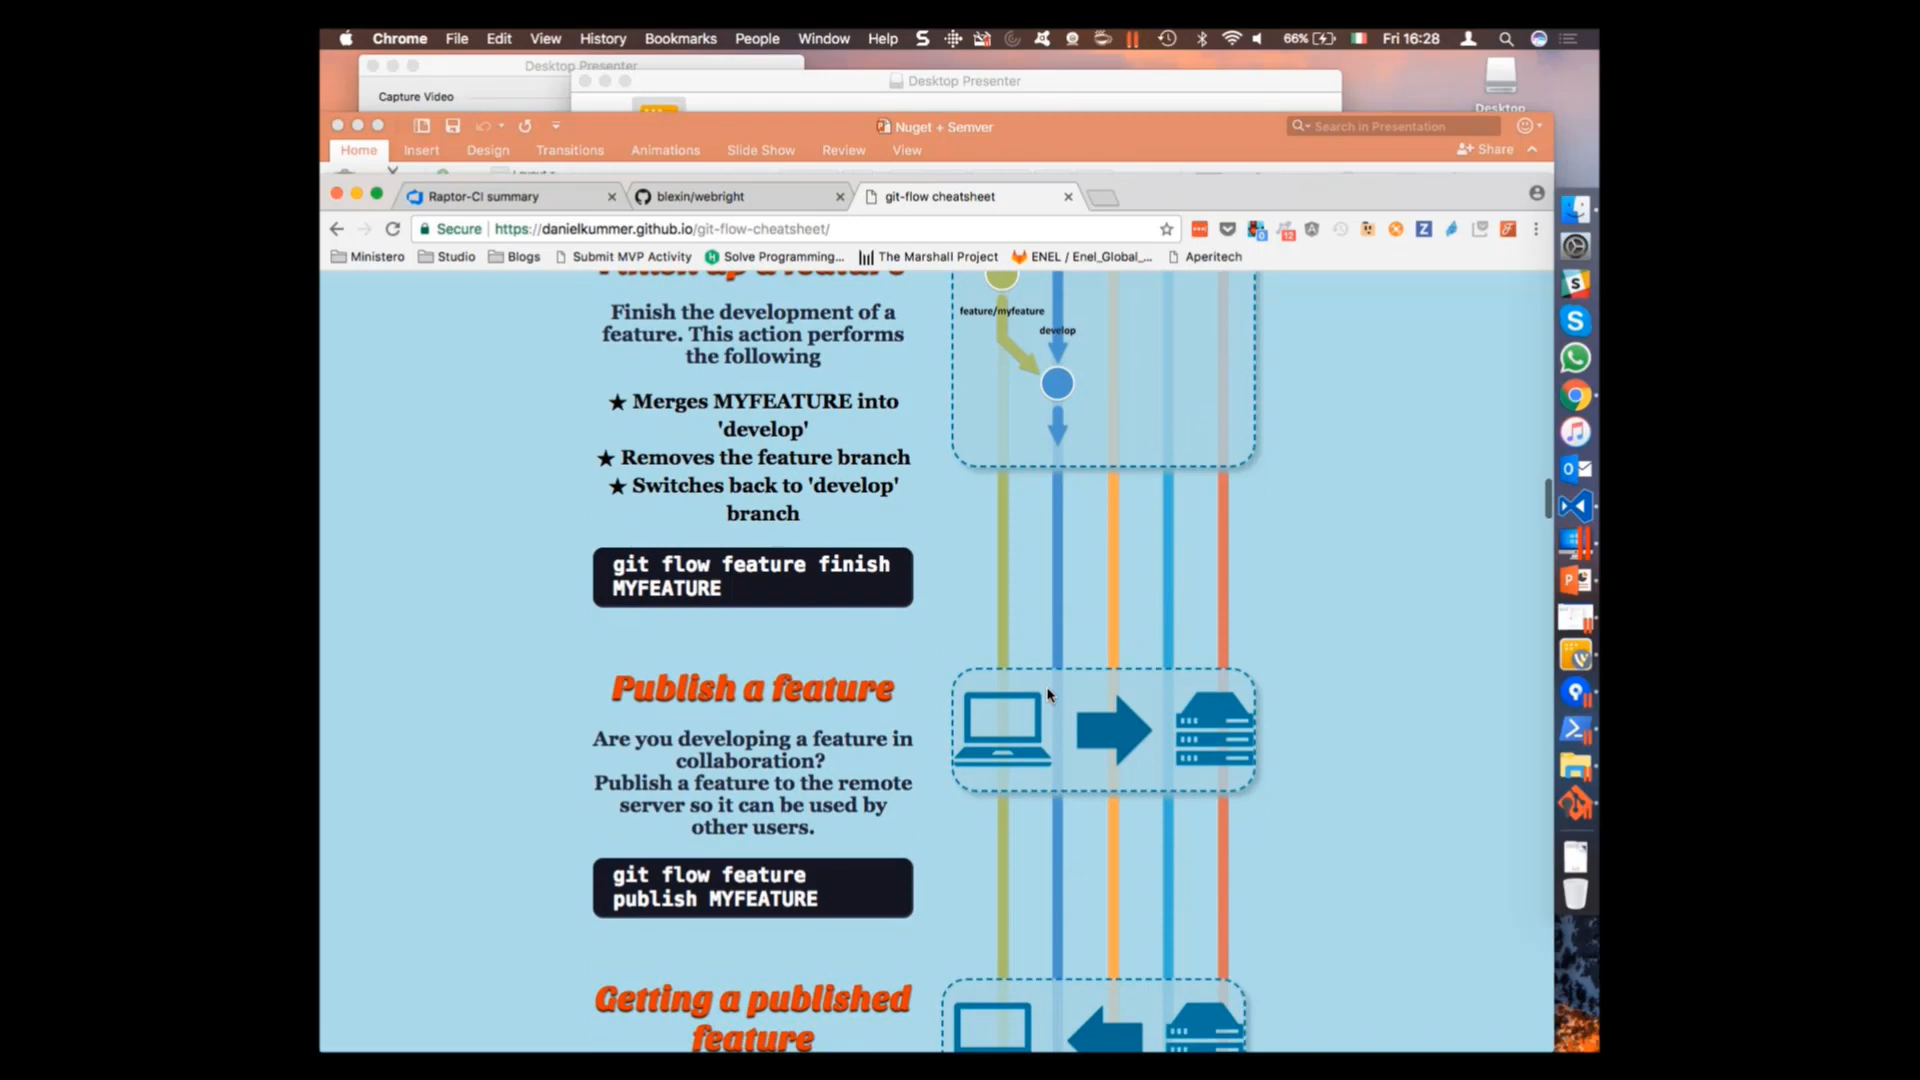 Chrome File Edit View History Bookmarks People Window Help 66% Fri 16:28
Desktop Presenter
Desktop Presenter
Capture Video
Desktop
Nuget + Semver
Search in Presentation
Home Insert Design Transitions Animations Slide Show Review View Share
Raptor-CI summary
blexin/webright
git-flow cheatsheet
Secure https://danielkummer.github.io/git-flow-cheatsheet/
Ministero Studio Blogs Submit MVP Activity Solve Programming... The Marshall Project ENEL / Enel_Global_... Aperitech
Finish the development of a
feature. This action performs
the following
★ Merges MYFEATURE into
'develop'
★ Removes the feature branch
★ Switches back to 'develop'
branch
git flow feature finish
MYFEATURE
feature/myfeature
develop
Publish a feature
Are you developing a feature in
collaboration?
Publish a feature to the remote
server so it can be used by
other users.
git flow feature
publish MYFEATURE
Getting a published
feature